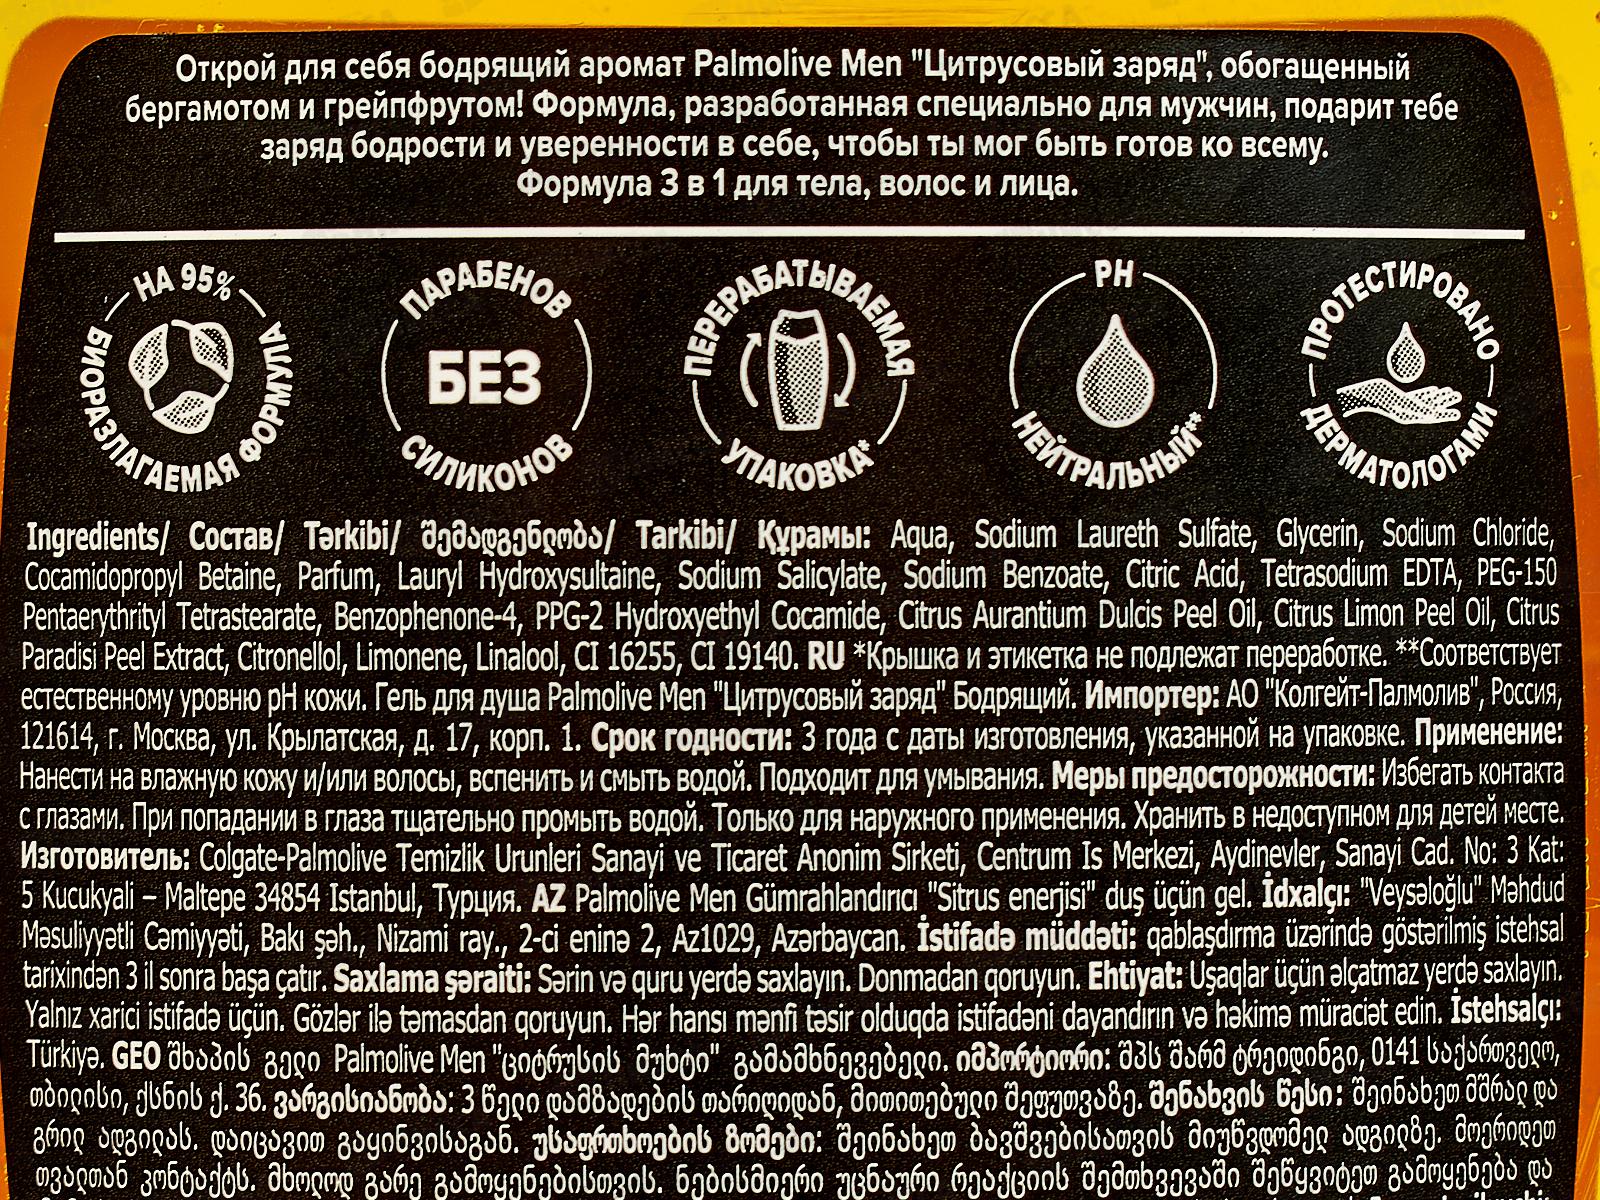 Открой для себя бодрящий аромат Palmolive Men "Цитрусовый заряд", обогащенный
бергамотом и грейпфрутом! Формула, разработанная специально для мужчин, подарит тебе
заряд бодрости и уверенности в себе, чтобы ты мог быть готов ко всему.
Формула 3 в 1 для тела, волос и лица.
НА 95%
БИОРАЗЛАГАЕМАЯ ФОРМУЛА
ПАРАБЕНОВ
БЕЗ
СИЛИКОНОВ
ПЕРЕРАБАТЫВАЕМАЯ
УПАКОВКА*
PH
НЕЙТРАЛЬНЫЙ**
ПРОТЕСТИРОВАНО
ДЕРМАТОЛОГАМИ
Ingredients/ Состав/ Tərkibi/ შემადგენლობა/ Tarkibi/ Құрамы: Aqua, Sodium Laureth Sulfate, Glycerin, Sodium Chloride,
Cocamidopropyl Betaine, Parfum, Lauryl Hydroxysultaine, Sodium Salicylate, Sodium Benzoate, Citric Acid, Tetrasodium EDTA, PEG-150
Pentaerythrityl Tetrastearate, Benzophenone-4, PPG-2 Hydroxyethyl Cocamide, Citrus Aurantium Dulcis Peel Oil, Citrus Limon Peel Oil, Citrus
Paradisi Peel Extract, Citronellol, Limonene, Linalool, CI 16255, CI 19140. RU *Крышка и этикетка не подлежат переработке. **Соответствует
естественному уровню pH кожи. Гель для душа Palmolive Men "Цитрусовый заряд" Бодрящий. Импортер: АО "Колгейт-Палмолив", Россия,
121614, г. Москва, ул. Крылатская, д. 17, корп. 1. Срок годности: 3 года с даты изготовления, указанной на упаковке. Применение:
Нанести на влажную кожу и/или волосы, вспенить и смыть водой. Подходит для умывания. Меры предосторожности: Избегать контакта
с глазами. При попадании в глаза тщательно промыть водой. Только для наружного применения. Хранить в недоступном для детей месте.
Изготовитель: Colgate-Palmolive Temizlik Urunleri Sanayi ve Ticaret Anonim Sirketi, Centrum Is Merkezi, Aydinevler, Sanayi Cad. No: 3 Kat:
5 Kucukyali – Maltepe 34854 Istanbul, Турция. AZ Palmolive Men Gümrahlandırıcı "Sitrus enerjisi" duş üçün gel. İdxalçı: "Veysəloğlu" Məhdud
Məsuliyyətli Cəmiyyəti, Bakı şəh., Nizami ray., 2-ci eninə 2, Az1029, Azərbaycan. İstifadə müddəti: qablaşdırma üzərində göstərilmiş istehsal
tarixindən 3 il sonra başa çatır. Saxlama şəraiti: Sərin və quru yerdə saxlayın. Donmadan qoruyun. Ehtiyat: Uşaqlar üçün əlçatmaz yerdə saxlayın.
Yalnız xarici istifadə üçün. Gözlər ilə təmasdan qoruyun. Hər hansı mənfi təsir olduqda istifadəni dayandırın və həkimə müraciət edin. İstehsalçı:
Türkiyə. GEO შხაპის გელი Palmolive Men "ციტრუსის მუხტი" გამამხნევებელი. იმპორტიორი: შპს შარმ ტრეიდინგი, 0141 საქართველო,
თბილისი, ქსნის ქ. 36. ვარგისიანობა: 3 წელი დამზადების თარიღიდან, მითითებული შეფუთვაზე. შენახვის წესი: შეინახეთ მშრალ და
გრილ ადგილას. დაიცავით გაყინვისაგან. უსაფრთხოების ზომები: შეინახეთ ბავშვებისათვის მიუწვდომელ ადგილზე. მოერიდეთ
თვალთან კონტაქტს. მხოლოდ გარე გამოყენებისთვის. ნებისმიერი უცნაური რეაქციის შემთხვევაში შეწყვიტეთ გამოყენება და